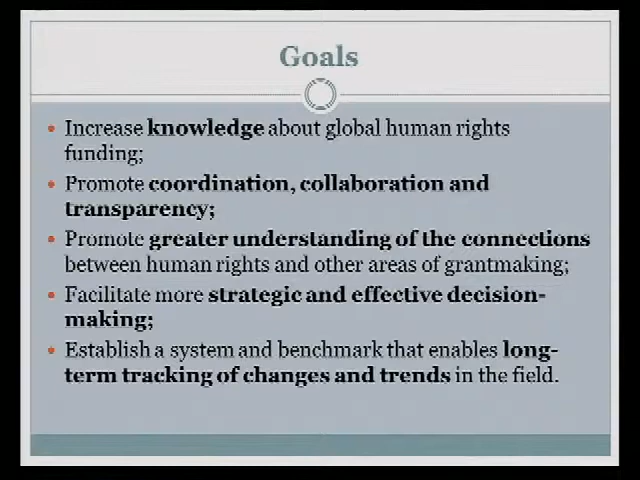 Goals
• Increase knowledge about global human rights
funding;
• Promote coordination, collaboration and
transparency;
• Promote greater understanding of the connections
between human rights and other areas of grantmaking;
• Facilitate more strategic and effective decision-
making;
• Establish a system and benchmark that enables long-
term tracking of changes and trends in the field.